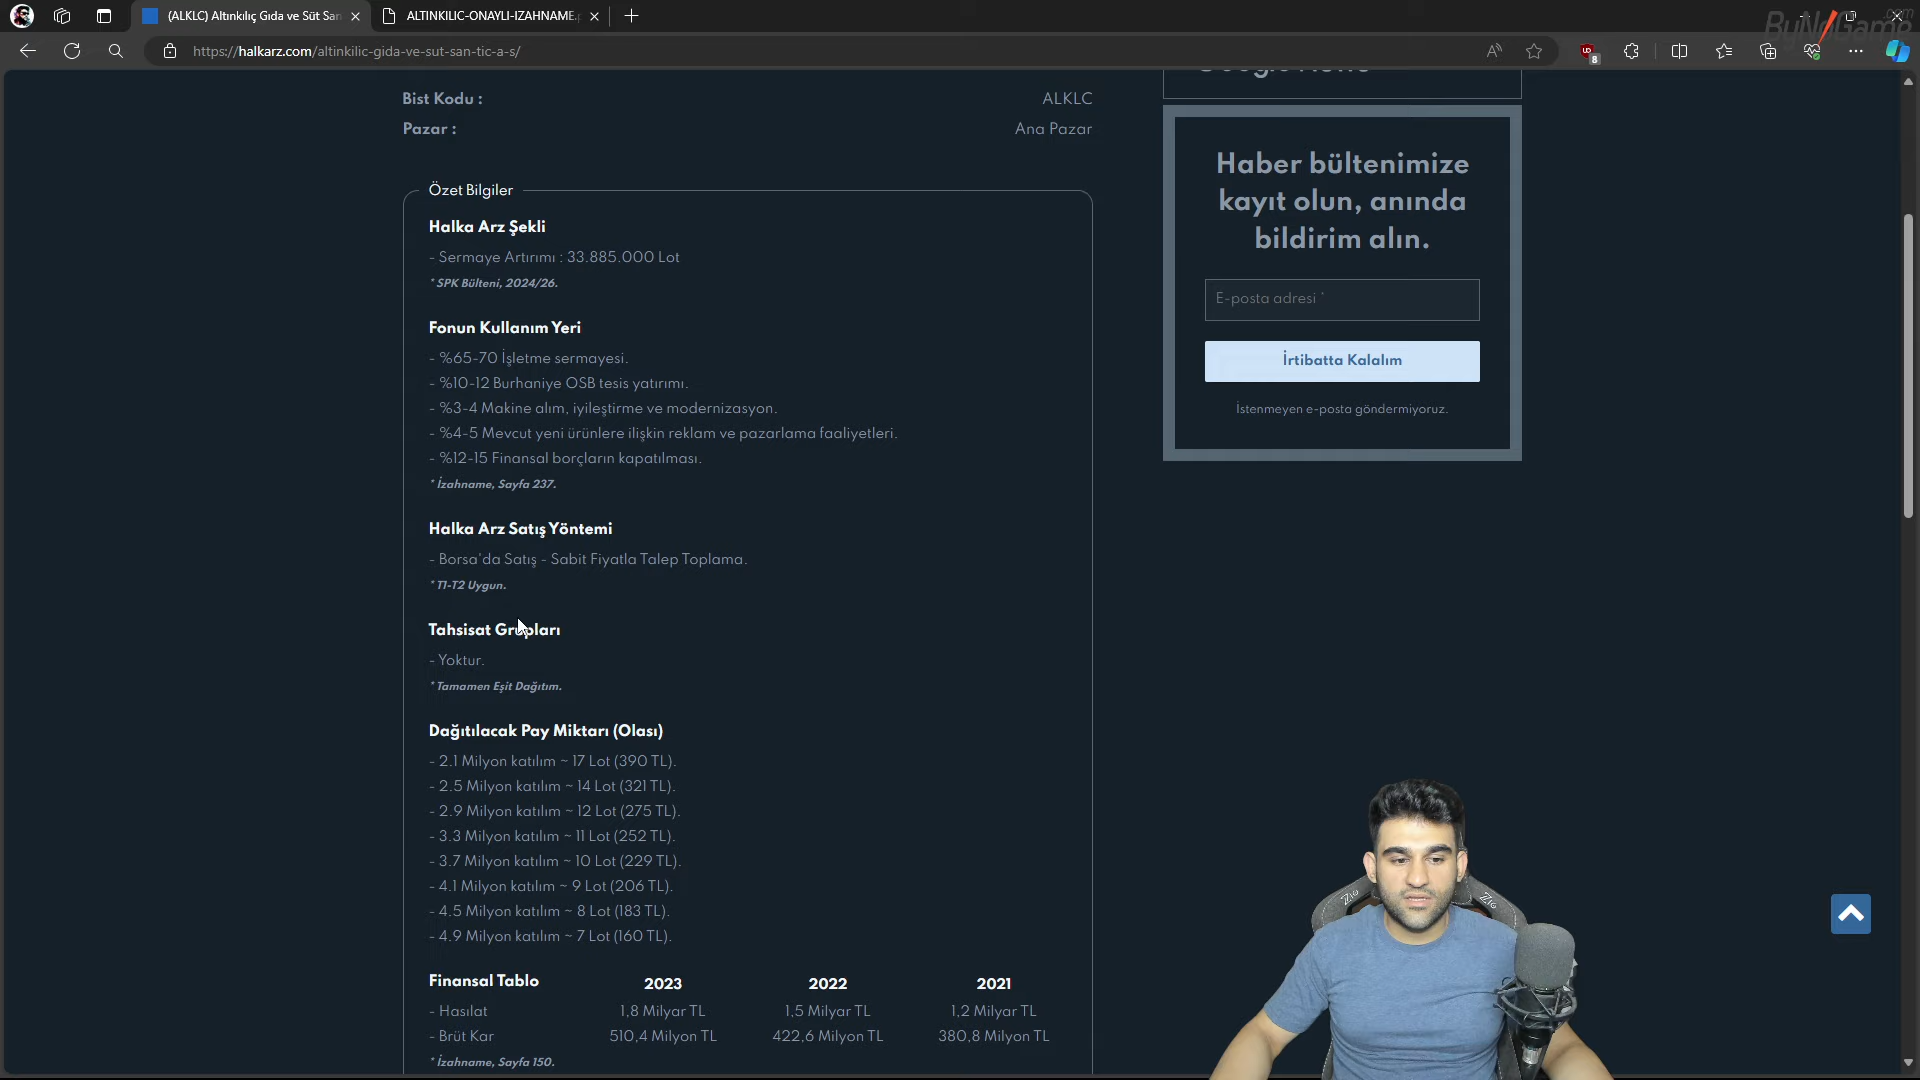 (ALKLC) Altınkılıç Gıda ve Süt San
ALTINKILIC-ONAYLI-IZAHNAME.p
ByNoGame.com
https://halkarz.com/altinkilic-gida-ve-sut-san-tic-a-s/
8
Bist Kodu :
ALKLC
Pazar :
Ana Pazar
Özet Bilgiler
Halka Arz Şekli
- Sermaye Artırımı : 33.885.000 Lot
* SPK Bülteni, 2024/26.
Fonun Kullanım Yeri
- %65-70 İşletme sermayesi.
- %10-12 Burhaniye OSB tesis yatırımı.
- %3-4 Makine alım, iyileştirme ve modernizasyon.
- %4-5 Mevcut yeni ürünlere ilişkin reklam ve pazarlama faaliyetleri.
- %12-15 Finansal borçların kapatılması.
* İzahname, Sayfa 237.
Halka Arz Satış Yöntemi
- Borsa'da Satış - Sabit Fiyatla Talep Toplama.
* T1-T2 Uygun.
Tahsisat Grupları
- Yoktur.
* Tamamen Eşit Dağıtım.
Dağıtılacak Pay Miktarı (Olası)
- 2.1 Milyon katılım ~ 17 Lot (390 TL).
- 2.5 Milyon katılım ~ 14 Lot (321 TL).
- 2.9 Milyon katılım ~ 12 Lot (275 TL).
- 3.3 Milyon katılım ~ 11 Lot (252 TL).
- 3.7 Milyon katılım ~ 10 Lot (229 TL).
- 4.1 Milyon katılım ~ 9 Lot (206 TL).
- 4.5 Milyon katılım ~ 8 Lot (183 TL).
- 4.9 Milyon katılım ~ 7 Lot (160 TL).
Finansal Tablo 2023 2022 2021
- Hasılat 1,8 Milyar TL 1,5 Milyar TL 1,2 Milyar TL
- Brüt Kar 510,4 Milyon TL 422,6 Milyon TL 380,8 Milyon TL
* İzahname, Sayfa 150.
Haber bültenimize
kayıt olun, anında
bildirim alın.
E-posta adresi *
İrtibatta Kalalım
İstenmeyen e-posta göndermiyoruz.